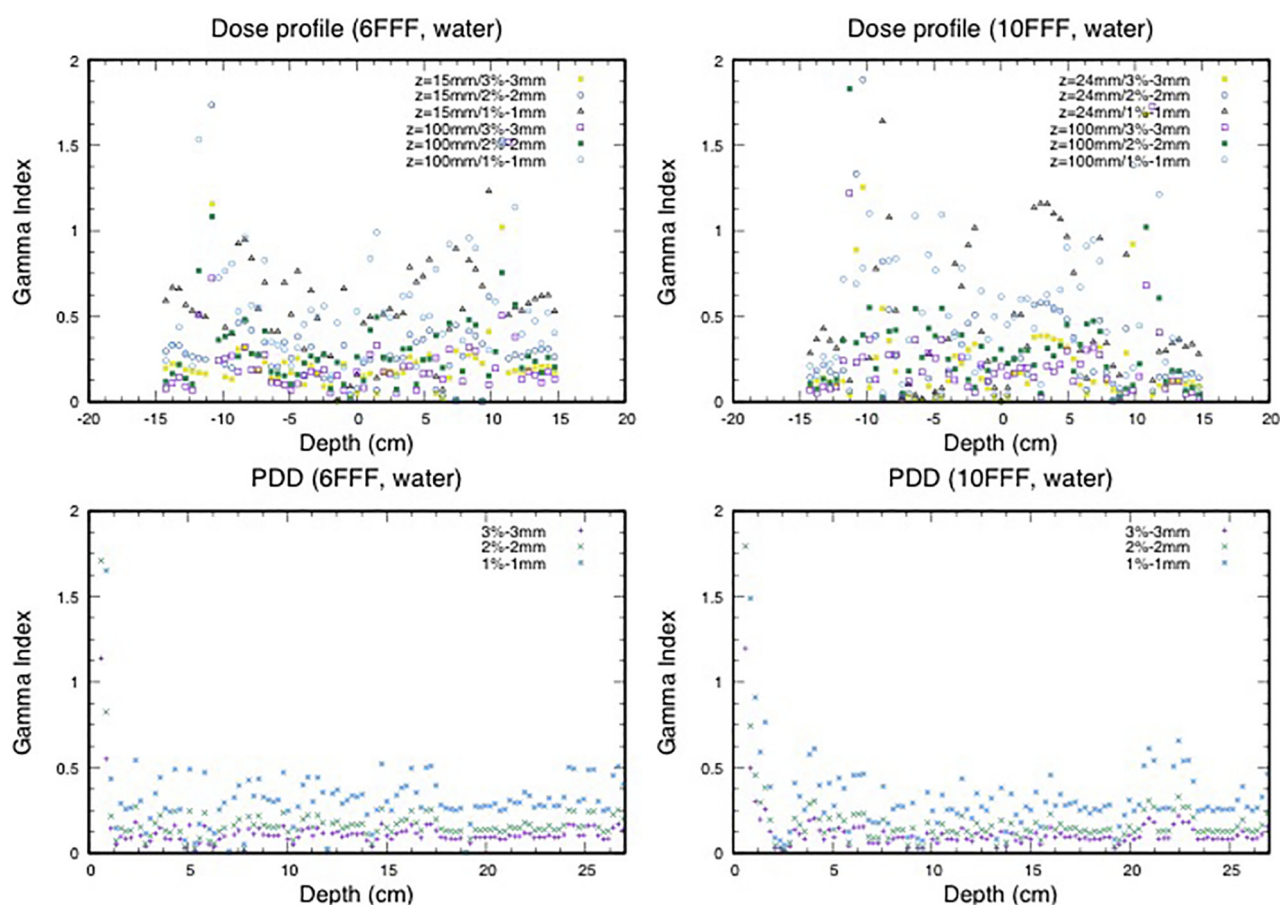 Dose profile (6FFF, water)
2
1.5
1
0.5
0
Gamma Index
z=15mm/3%-3mm
z=15mm/2%-2mm
z=15mm/1%-1mm
z=100mm/3%-3mm
z=100mm/2%-2mm
z=100mm/1%-1mm
-20 -15 -10 -5 0 5 10 15 20
Depth (cm)
Dose profile (10FFF, water)
2
1.5
1
0.5
0
Gamma Index
z=24mm/3%-3mm
z=24mm/2%-2mm
z=24mm/1%-1mm
z=100mm/3%-3mm
z=100mm/2%-2mm
z=100mm/1%-1mm
-20 -15 -10 -5 0 5 10 15 20
Depth (cm)
PDD (6FFF, water)
2
1.5
1
0.5
0
Gamma Index
3%-3mm
2%-2mm
1%-1mm
0 5 10 15 20 25
Depth (cm)
PDD (10FFF, water)
2
1.5
1
0.5
0
Gamma Index
3%-3mm
2%-2mm
1%-1mm
0 5 10 15 20 25
Depth (cm)